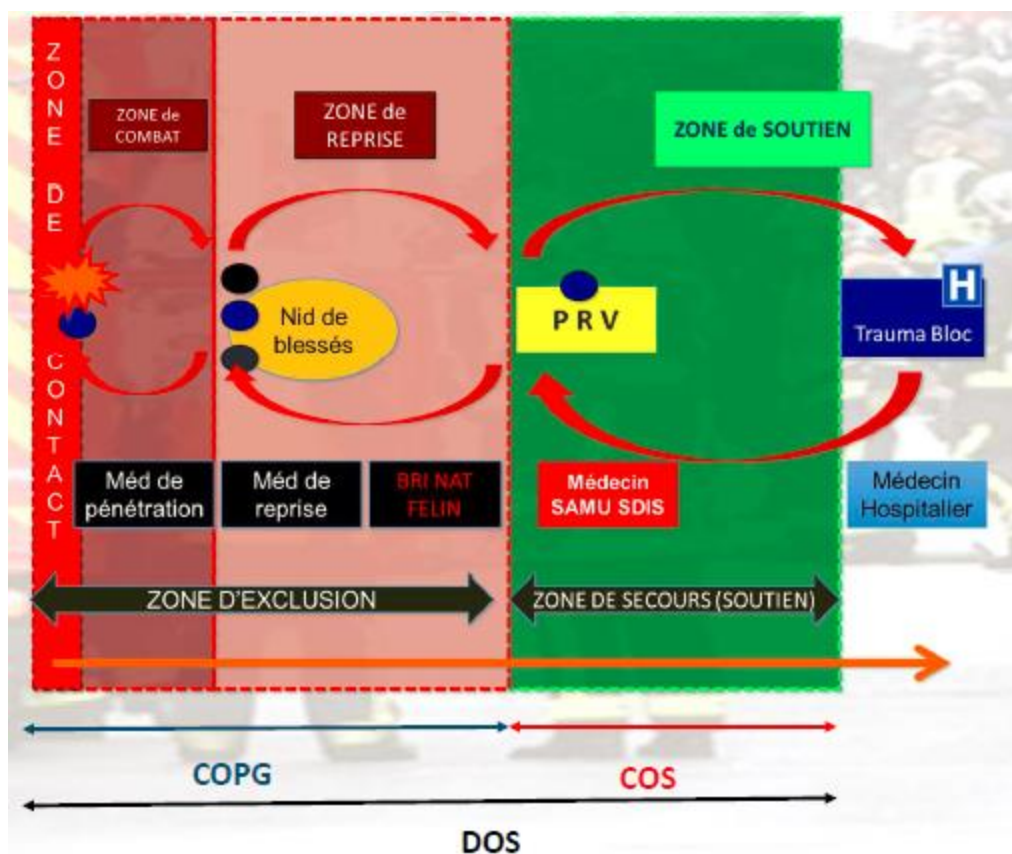 ZONE DE CONTACT
ZONE de
COMBAT
ZONE de
REPRISE
ZONE de SOUTIEN
Nid de
blessés
P R V
H
Trauma Bloc
Méd de
pénétration
Méd de
reprise
BRI NAT
FELIN
Médecin
SAMU SDIS
Médecin
Hospitalier
ZONE D'EXCLUSION
ZONE DE SECOURS (SOUTIEN)
COPG
COS
DOS